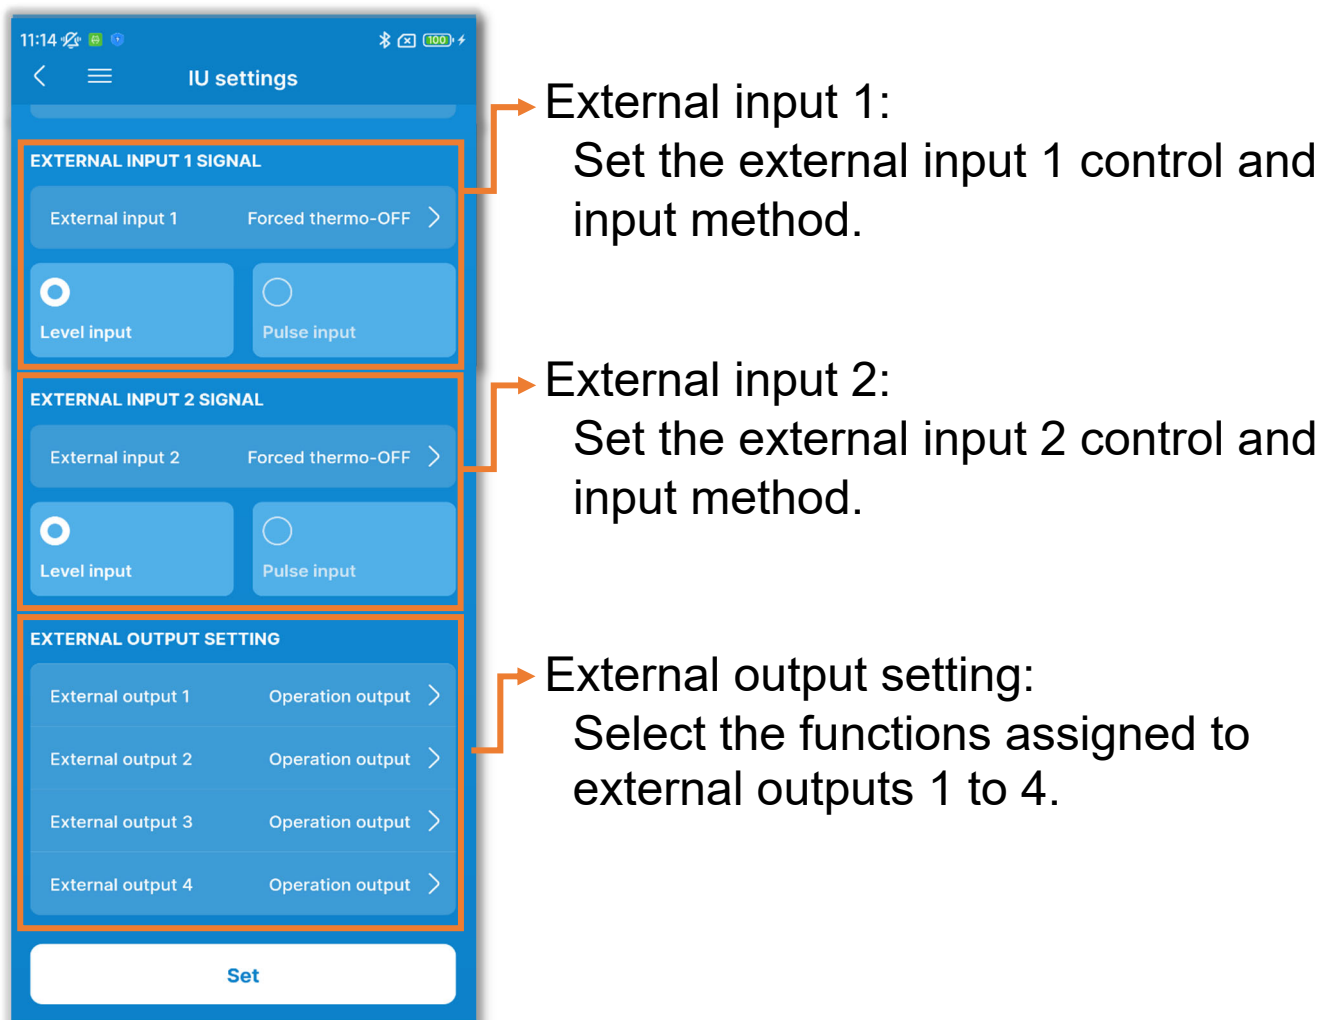 11:14
100
IU settings
EXTERNAL INPUT 1 SIGNAL
External input 1 Forced thermo-OFF
Level input Pulse input
EXTERNAL INPUT 2 SIGNAL
External input 2 Forced thermo-OFF
Level input Pulse input
EXTERNAL OUTPUT SETTING
External output 1 Operation output
External output 2 Operation output
External output 3 Operation output
External output 4 Operation output
Set
External input 1:
Set the external input 1 control and
input method.
External input 2:
Set the external input 2 control and
input method.
External output setting:
Select the functions assigned to
external outputs 1 to 4.